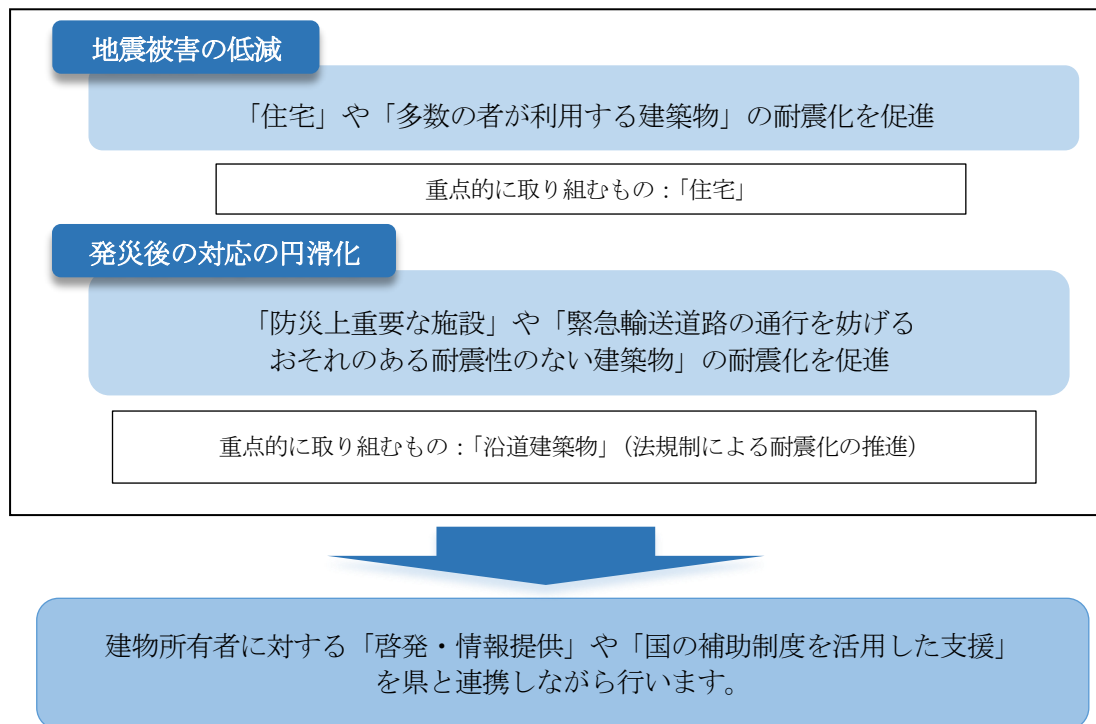 地震被害の低減
「住宅」や「多数の者が利用する建築物」の耐震化を促進
重点的に取り組むもの：「住宅」
発災後の対応の円滑化
「防災上重要な施設」や「緊急輸送道路の通行を妨げる
おそれのある耐震性のない建築物」の耐震化を促進
重点的に取り組むもの：「沿道建築物」（法規制による耐震化の推進）
建物所有者に対する「啓発・情報提供」や「国の補助制度を活用した支援」
を県と連携しながら行います。